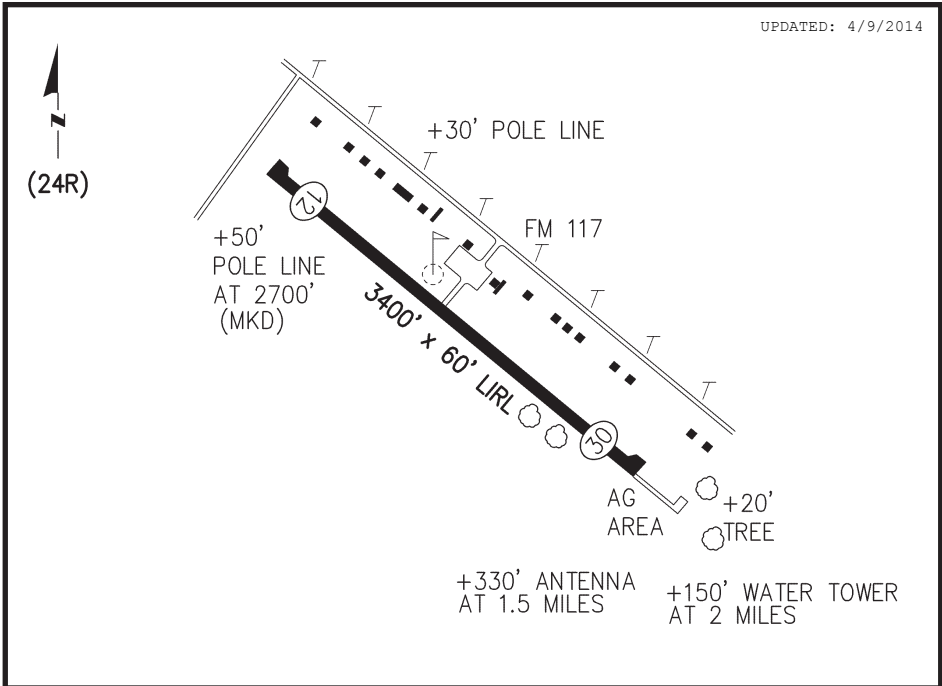 UPDATED: 4/9/2014
N
(24R)
+30' POLE LINE
FM 117
12
+50'
POLE LINE
AT 2700'
(MKD)
3400' x 60' LIRL
30
AG
AREA
+20'
TREE
+330' ANTENNA
AT 1.5 MILES
+150' WATER TOWER
AT 2 MILES